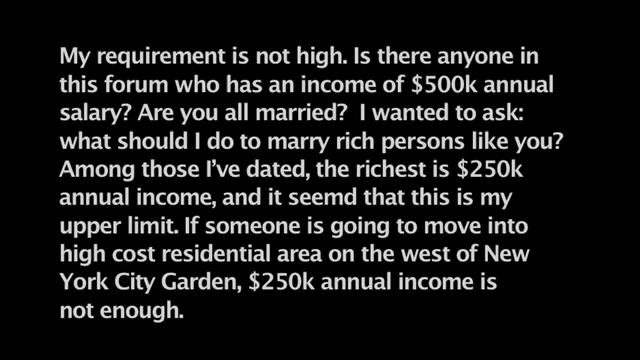 My requirement is not high. Is there anyone in
this forum who has an income of $500k annual
salary? Are you all married?  I wanted to ask:
what should I do to marry rich persons like you?
Among those I’ve dated, the richest is $250k
annual income, and it seemd that this is my
upper limit. If someone is going to move into
high cost residential area on the west of New
York City Garden, $250k annual income is
not enough.